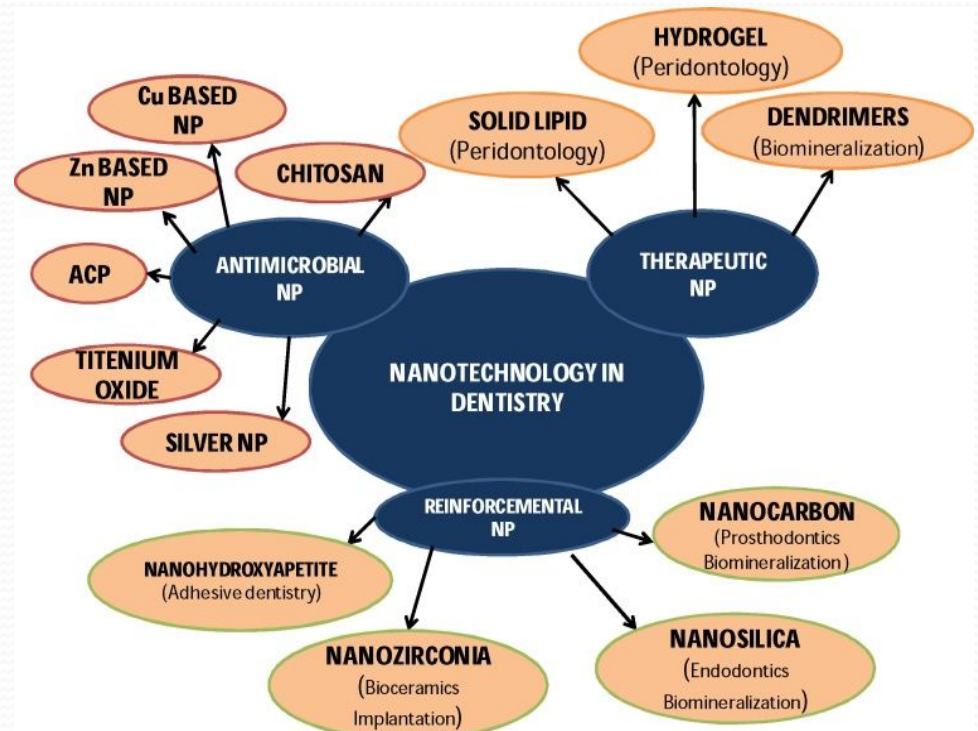 HYDROGEL
(Peridontology)
Cu BASED
NP
SOLID LIPID
(Peridontology)
DENDRIMERS
(Biomineralization)
Zn BASED
NP
CHITOSAN
ACP
ANTIMICROBIAL
NP
THERAPEUTIC
NP
TITENIUM
OXIDE
NANOTECHNOLOGY IN
DENTISTRY
SILVER NP
REINFORCEMENTAL
NP
NANOCARBON
(Prosthodontics
Biomineralization)
NANOHYDROXYAPETITE
(Adhesive dentistry)
NANOZIRCONIA
(Bioceramics
Implantation)
NANOSILICA
(Endodontics
Biomineralization)